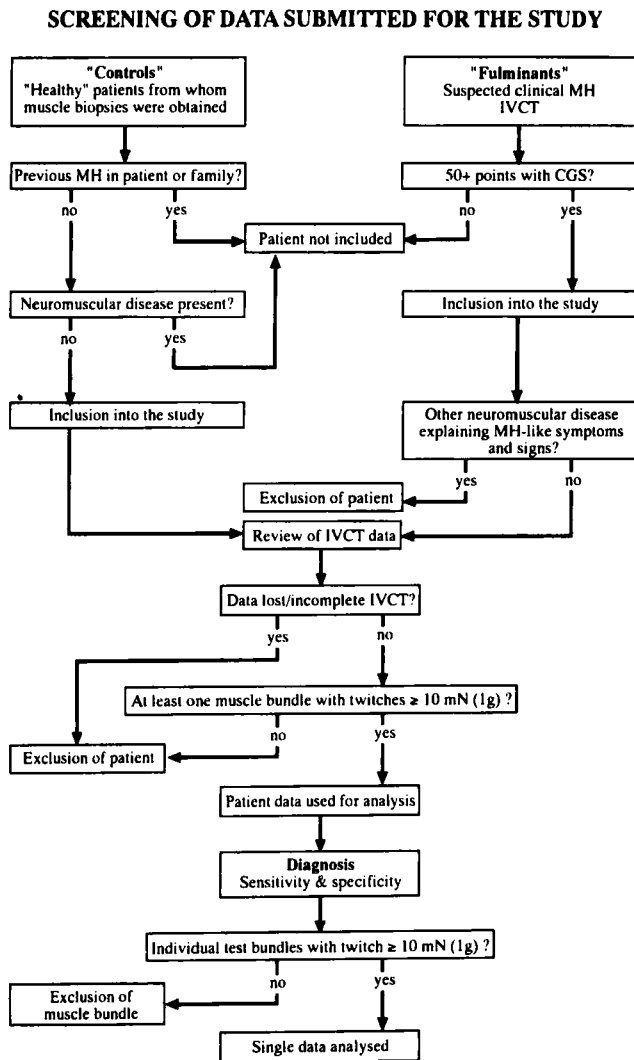 SCREENING OF DATA SUBMITTED FOR THE STUDY
"Controls"
"Healthy" patients from whom
muscle biopsies were obtained
"Fulminants"
Suspected clinical MH
IVCT
Previous MH in patient or family?
50+ points with CGS?
no
yes
no
yes
Patient not included
Neuromuscular disease present?
Inclusion into the study
no
yes
Inclusion into the study
Other neuromuscular disease
explaining MH-like symptoms
and signs?
yes
no
Exclusion of patient
Review of IVCT data
Data lost/incomplete IVCT?
yes
no
At least one muscle bundle with twitches ≥ 10 mN (1g) ?
no
yes
Exclusion of patient
Patient data used for analysis
Diagnosis
Sensitivity & specificity
Individual test bundles with twitch ≥ 10 mN (1g) ?
no
yes
Exclusion of
muscle bundle
Single data analysed